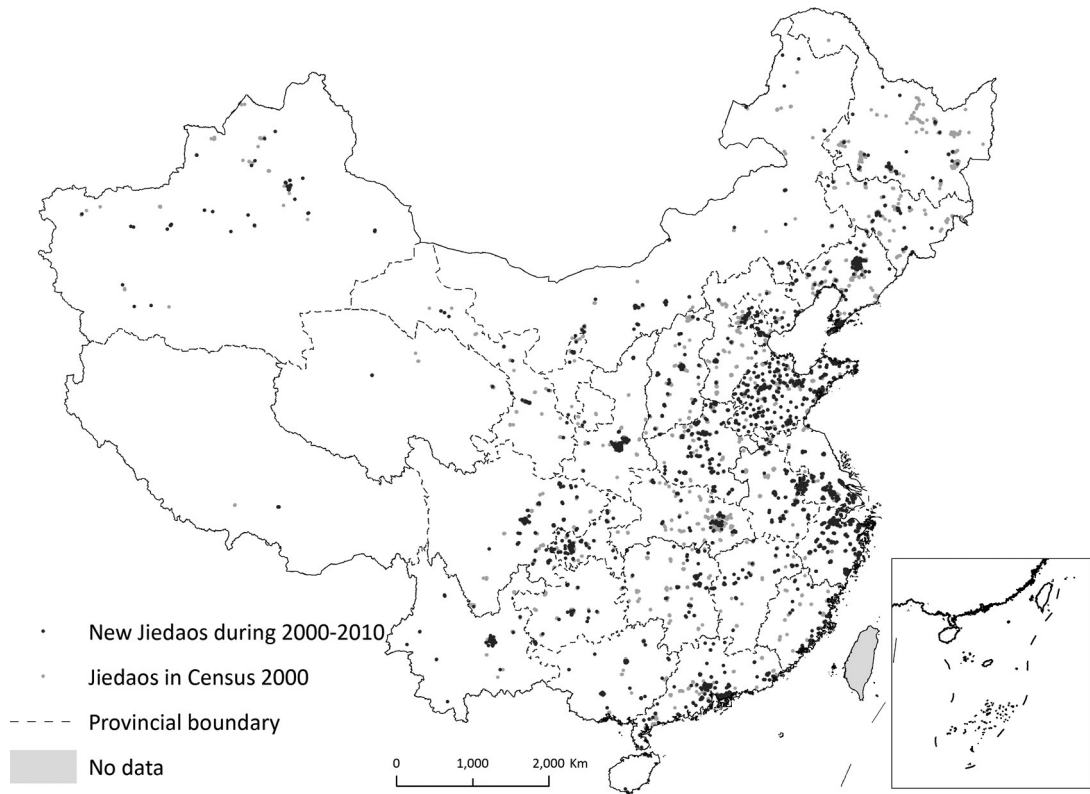 New Jiedaos during 2000-2010
Jiedaos in Census 2000
Provincial boundary
No data
0 1,000 2,000 Km